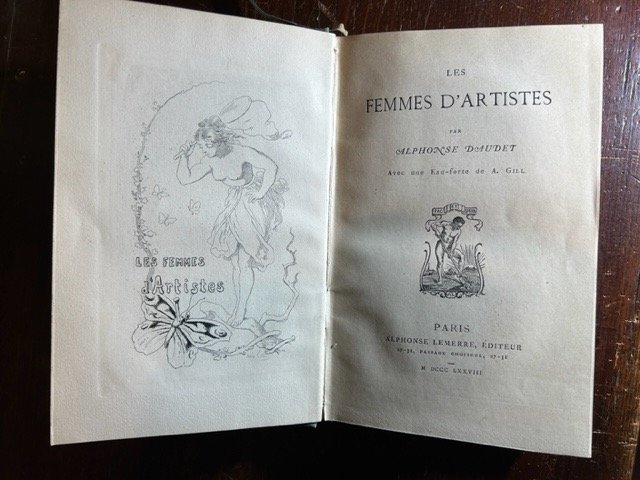 LES FEMMES
d'Artistes
LES
FEMMES D'ARTISTES
PAR
ALPHONSE DAUDET
Avec une Eau-forte de A. GILL
PARIS
ALPHONSE LEMERRE, ÉDITEUR
27-31, PASSAGE CHOISEUL, 27-31
M DCCC LXXVIII